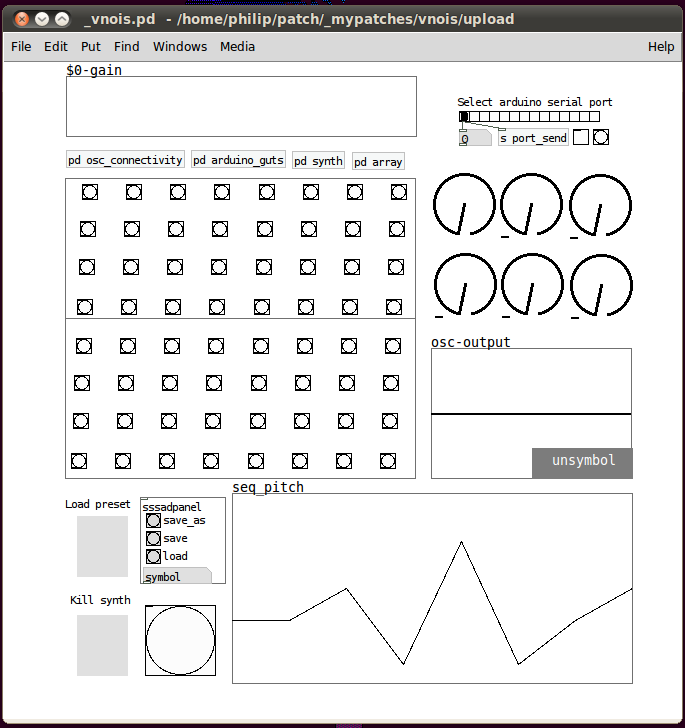 _vnois.pd - /home/philip/patch/_mypatches/vnois/upload
File Edit Put Find Windows Media Help
$0-gain
Select arduino serial port
0
s port_send
pd osc_connectivity
pd arduino_guts
pd synth
pd array
osc-output
unsymbol
seq_pitch
Load preset
sssadpanel
save_as
save
load
symbol
Kill synth